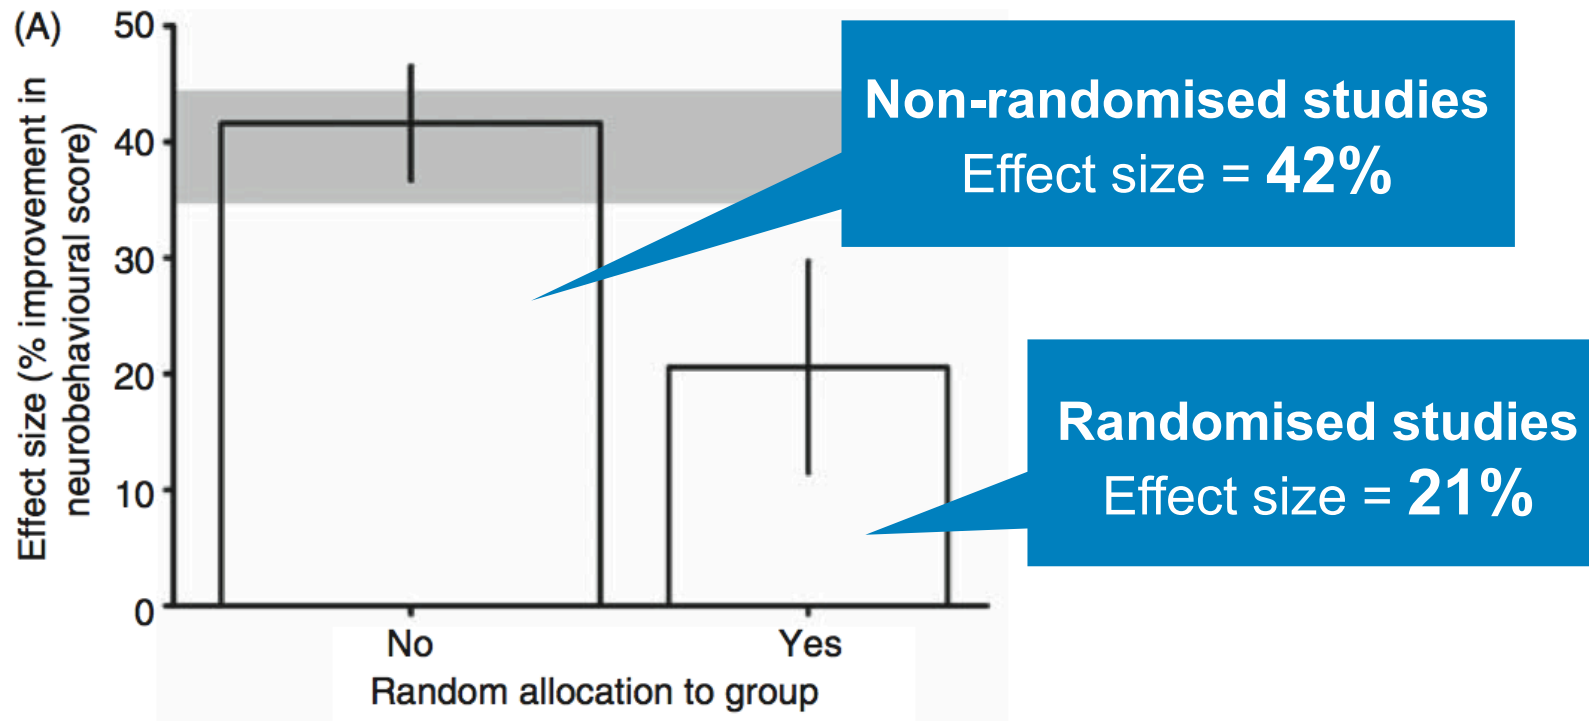 (A)
Effect size (% improvement in
neurobehavioural score)
50
40
30
20
10
0
No
Yes
Random allocation to group
Non-randomised studies
Effect size = 42%
Randomised studies
Effect size = 21%